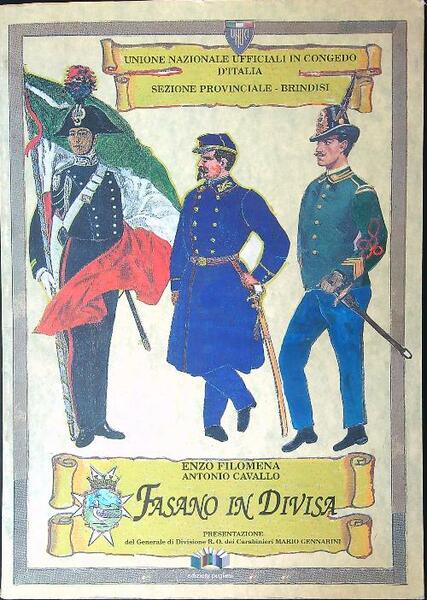 UNUCI
UNIONE NAZIONALE UFFICIALI IN CONGEDO
D'ITALIA
SEZIONE PROVINCIALE - BRINDISI
ENZO FILOMENA
ANTONIO CAVALLO
FASANO IN DIVISA
PRESENTAZIONE
del Generale di Divisione R. O. dei Carabinieri MARIO GENNARINI
edizioni pugliesi